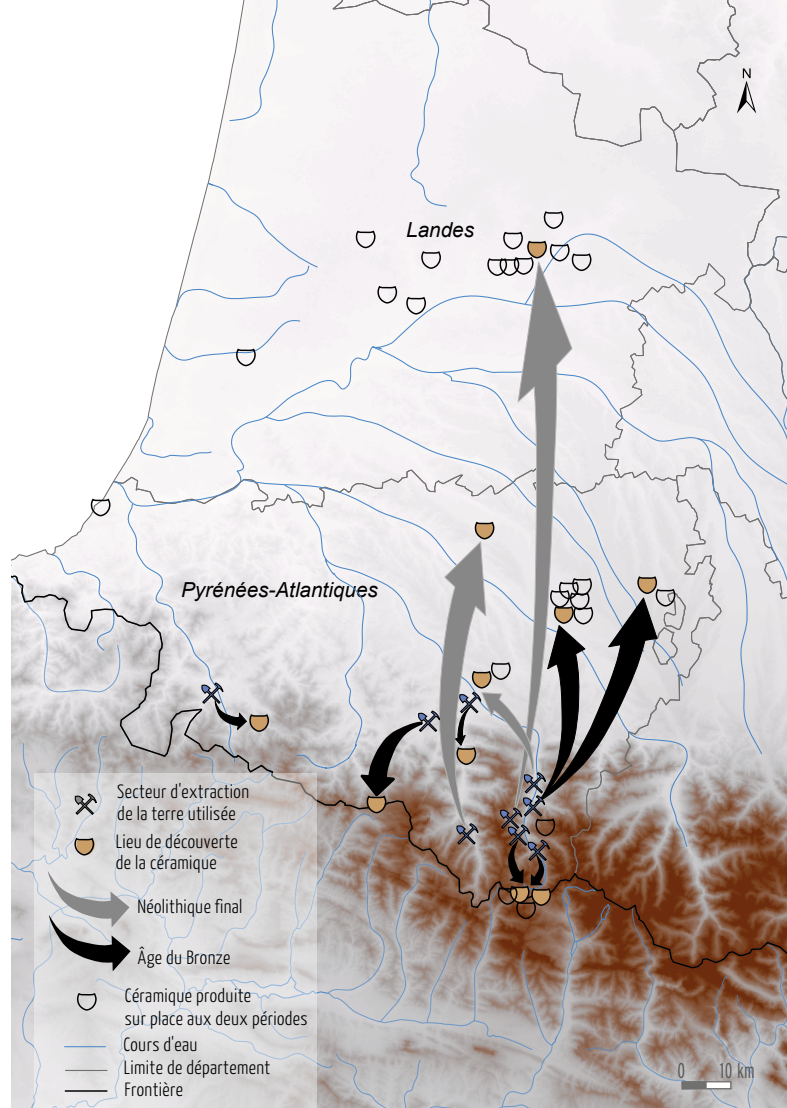 N
Landes
Pyrénées-Atlantiques
Secteur d'extraction
de la terre utilisée
Lieu de découverte
de la céramique
Néolithique final
Âge du Bronze
Céramique produite
sur place aux deux périodes
Cours d'eau
Limite de département
Frontière
0 10 km